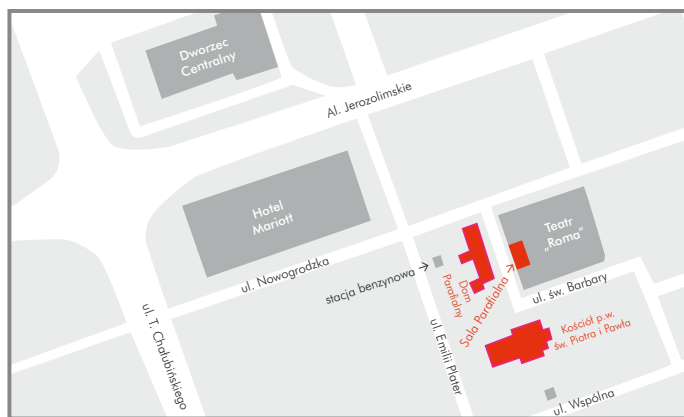 Dworzec
Centralny
Al. Jerozolimskie
Hotel
Mariott
Teatr
„Roma"
ul. Nowogrodzka
stacja benzynowa
Dom
Parafialny
Sala Parafialna
ul. św. Barbary
ul. T. Chałubińskiego
ul. Emilii Plater
Kościół p.w.
św. Piotra i Pawła
ul. Wspólna